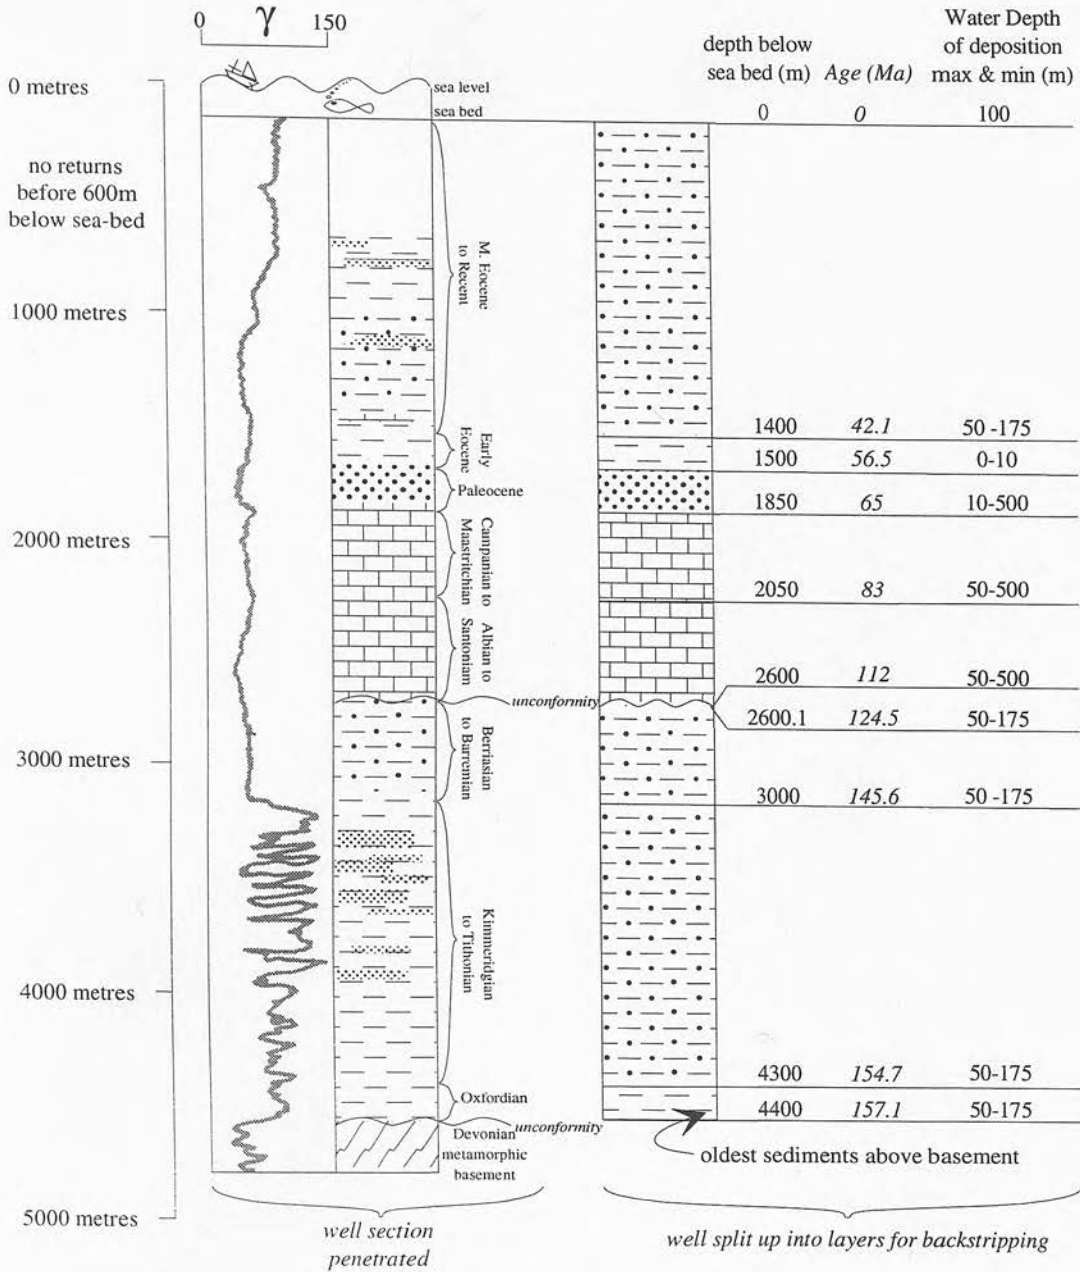 0 γ 150
0 metres
sea level
sea bed
no returns
before 600m
below sea-bed
1000 metres
2000 metres
3000 metres
4000 metres
5000 metres
M. Eocene
to Recent
Early
Eocene
Paleocene
Campanian to
Maastritchian
Albian to
Santoniam
unconformity
Berriasian
to Barremian
Kimmeridgian
to Tithonian
Oxfordian
unconformity
Devonian
metamorphic
basement
well section
penetrated
depth below
sea bed (m)
Age (Ma)
Water Depth
of deposition
max & min (m)
0 0 100
1400 42.1 50 -175
1500 56.5 0-10
1850 65 10-500
2050 83 50-500
2600 112 50-500
2600.1 124.5 50-175
3000 145.6 50 -175
4300 154.7 50-175
4400 157.1 50-175
oldest sediments above basement
well split up into layers for backstripping